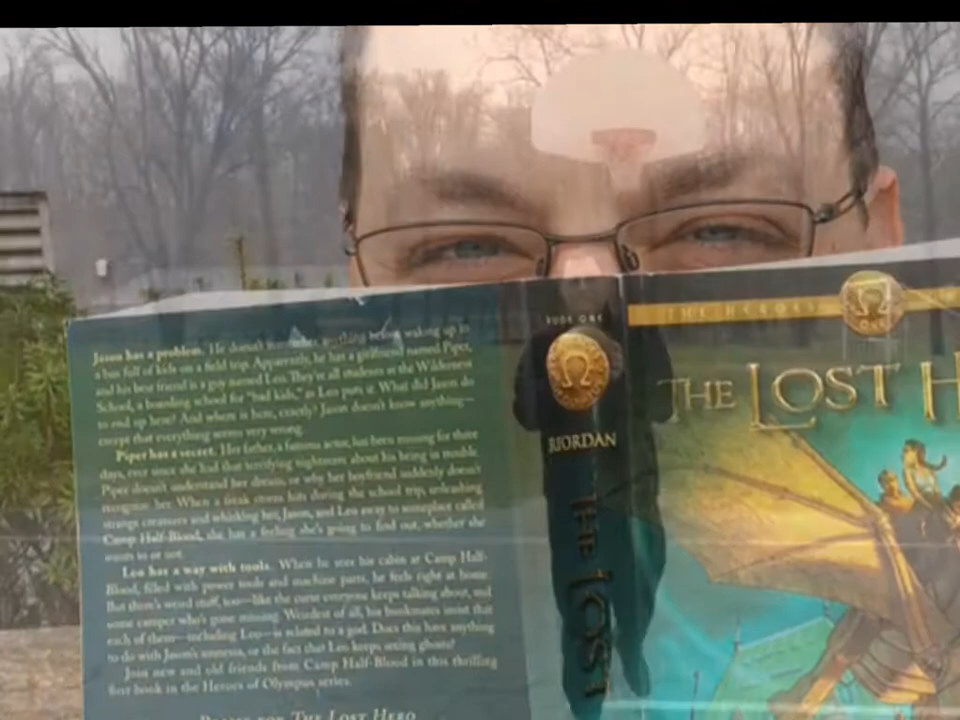 Jason has a problem. He doesn't remember anything before waking up in
a bus full of kids on a field trip. Apparently, he has a girlfriend named Piper,
and his best friend is a guy named Leo. They're all students at the Wilderness
School, a boarding school for "bad kids," as Leo puts it. What did Jason do
to end up here? And where is here, exactly? Jason doesn't know anything—
except that everything seems very wrong.
Piper has a secret. Her father, a famous actor, has been missing for three
days, ever since she had that terrifying nightmare about his being in trouble.
Piper doesn't understand her dream, or why her boyfriend suddenly doesn't
recognize her. When a freak storm hits during the school trip, unleashing
strange creatures and whisking her, Jason, and Leo away to someplace called
Camp Half-Blood, she has a feeling she's going to find out, whether she
wants to or not.
Leo has a way with tools. When he sees his cabin at Camp Half-
Blood, filled with power tools and machine parts, he feels right at home.
But there's weird stuff, too—like the curse everyone keeps talking about, and
some camper who's gone missing. Weirdest of all, his bunkmates insist that
each of them—including Leo—is related to a god. Does this have anything
to do with Jason's amnesia, or the fact that Leo keeps seeing ghosts?
Join new and old friends from Camp Half-Blood in this thrilling
first book in the Heroes of Olympus series.
PRAISE FOR THE LOST HERO
BOOK ONE
RIORDAN
THE LOST
THE HEROES
THE LOST H